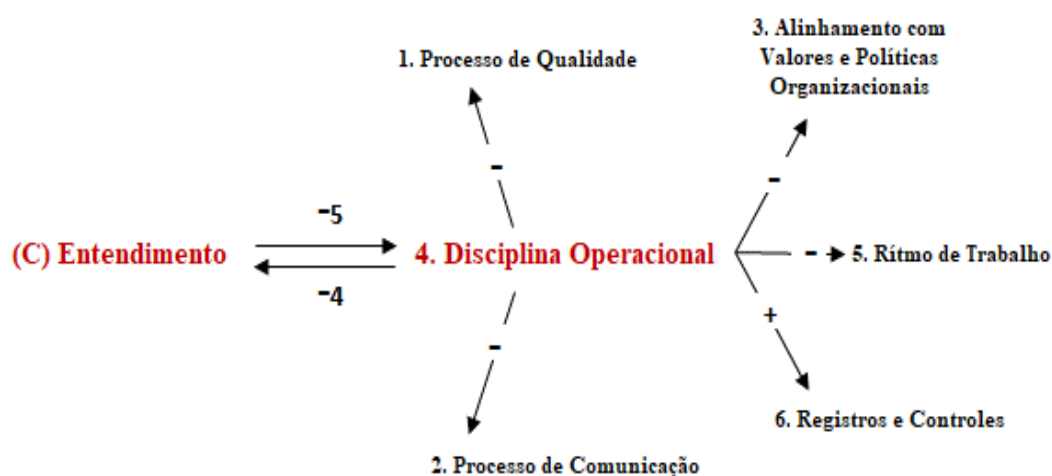 3. Alinhamento com
Valores e Políticas
Organizacionais
1. Processo de Qualidade
-
-
-5
(C) Entendimento
4. Disciplina Operacional
-
5. Rítmo de Trabalho
-4
+
-
6. Registros e Controles
2. Processo de Comunicação